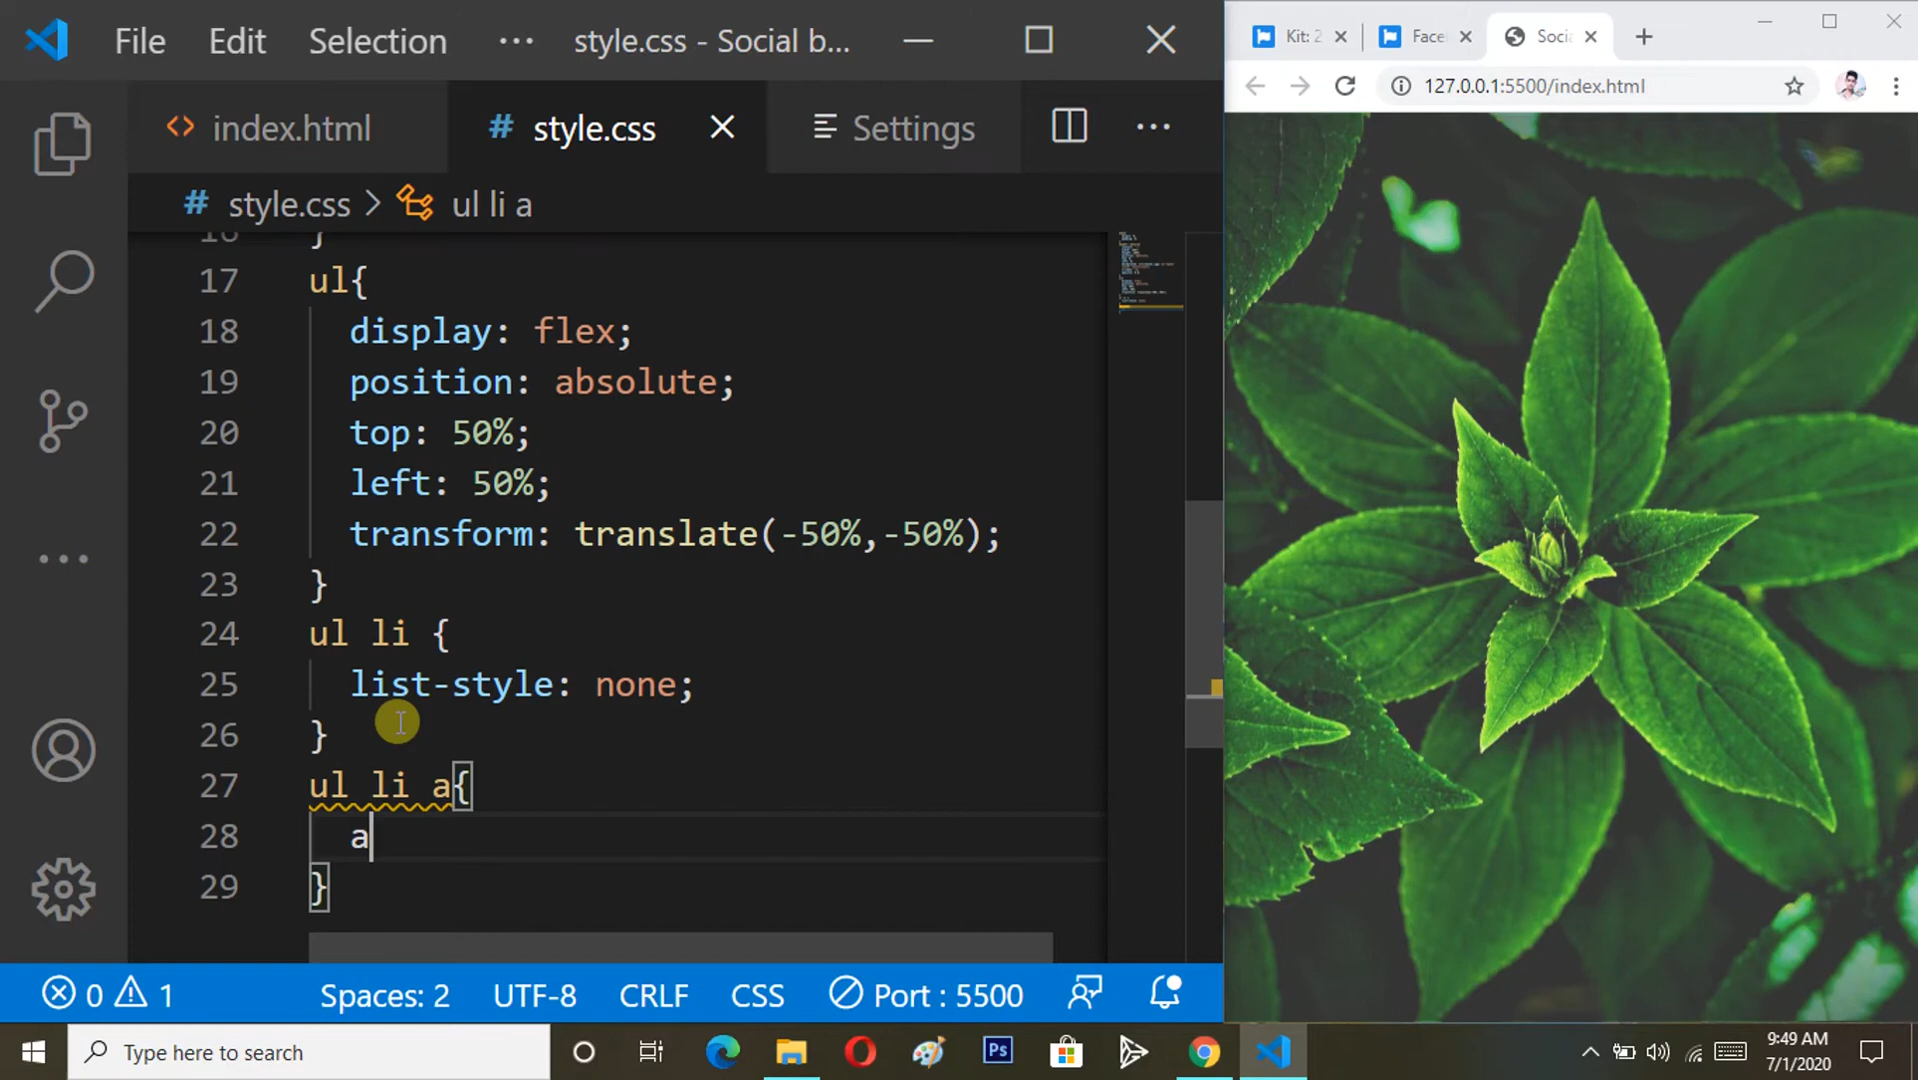 File Edit Selection ... style.css - Social b...
index.html # style.css Settings ...
# style.css > ul li a
16 }
17 ul{
18 display: flex;
19 position: absolute;
20 top: 50%;
21 left: 50%;
22 transform: translate(-50%,-50%);
23 }
24 ul li {
25 list-style: none;
26 }
27 ul li a{
28 a
29 }
0 1 Spaces: 2 UTF-8 CRLF CSS Port : 5500
Kit: 2 Face Soci
127.0.0.1:5500/index.html
Type here to search
Ps
9:49 AM
7/1/2020